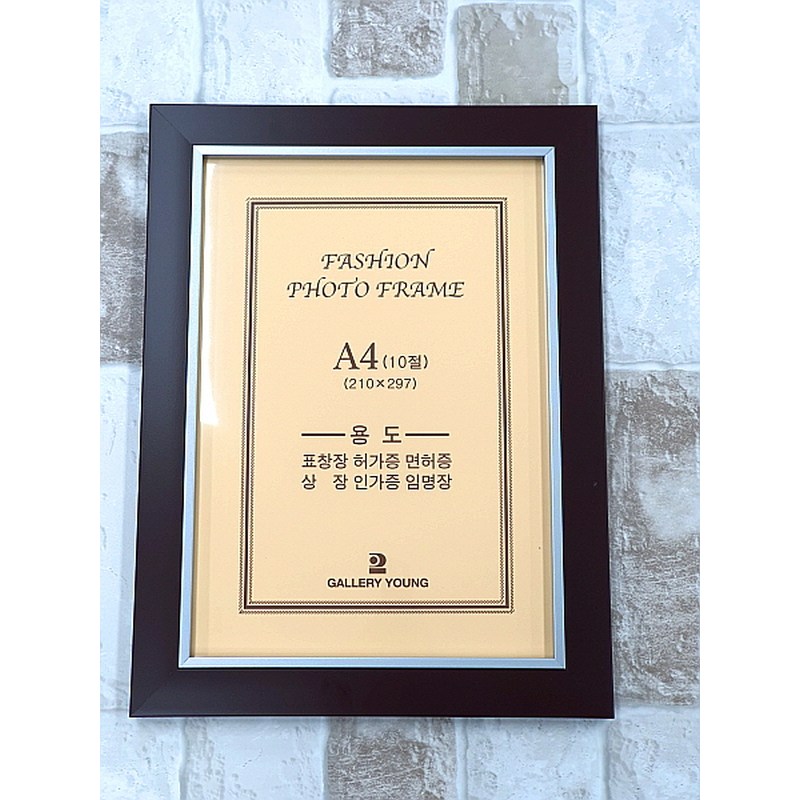 FASHION
PHOTO FRAME
A4(10절)
(210×297)
용 도
표창장 허가증 면허증
상 장 인가증 임명장
GALLERY YOUNG